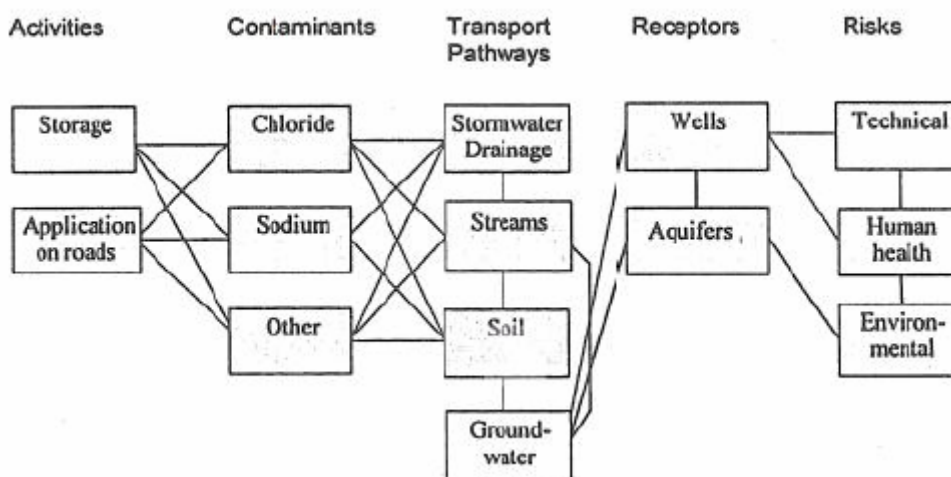 Activities
Contaminants
Transport
Pathways
Receptors
Risks
Storage
Application
on roads
Chloride
Sodium
Other
Stormwater
Drainage
Streams
Soil
Ground-
water
Wells
Aquifers
Technical
Human
health
Environ-
mental